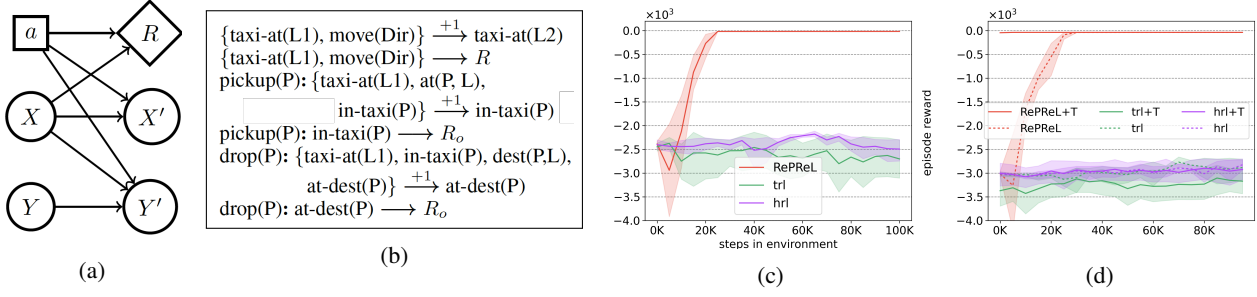 a
R
X
X′
Y
Y′
(a)
{taxi-at(L1), move(Dir)} +1⟶ taxi-at(L2)
{taxi-at(L1), move(Dir)} ⟶ R
pickup(P): {taxi-at(L1), at(P, L),
in-taxi(P)} +1⟶ in-taxi(P)
pickup(P): in-taxi(P) ⟶ R_o
drop(P): {taxi-at(L1), in-taxi(P), dest(P,L),
at-dest(P)} +1⟶ at-dest(P)
drop(P): at-dest(P) ⟶ R_o
(b)
×10³
0.0
−0.5
−1.0
−1.5
−2.0
−2.5
−3.0
−3.5
−4.0
RePReL
trl
hrl
0K 20K 40K 60K 80K 100K
steps in environment
(c)
×10³
episode reward
0.0
−0.5
−1.0
−1.5
−2.0
−2.5
−3.0
−3.5
−4.0
RePReL+T trl+T hrl+T
RePReL trl hrl
0K 20K 40K 60K 80K
(d)